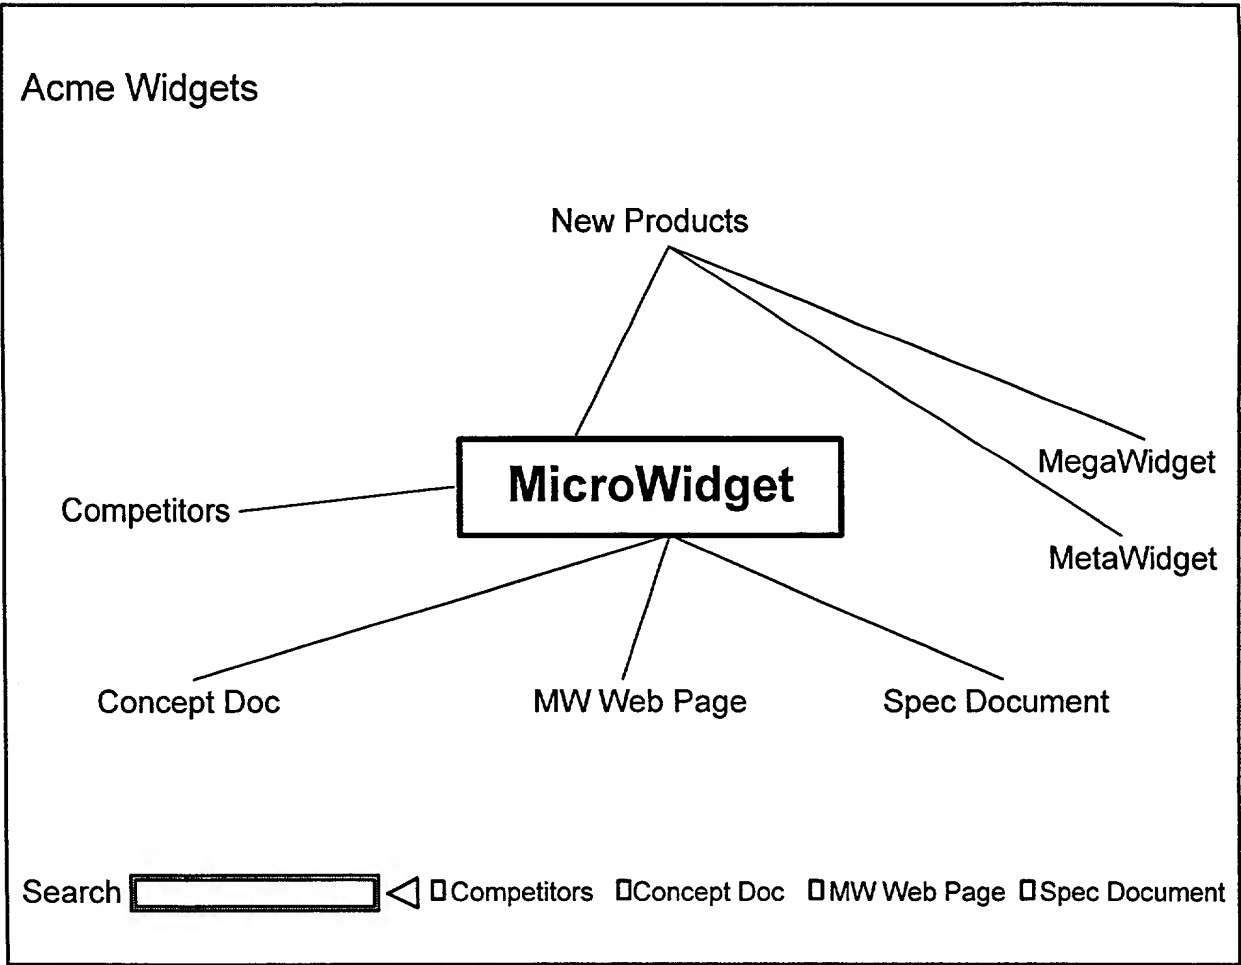 Acme Widgets
New Products
MegaWidget
MicroWidget
Competitors
MetaWidget
Concept Doc
MW Web Page
Spec Document
Search Competitors Concept Doc MW Web Page Spec Document